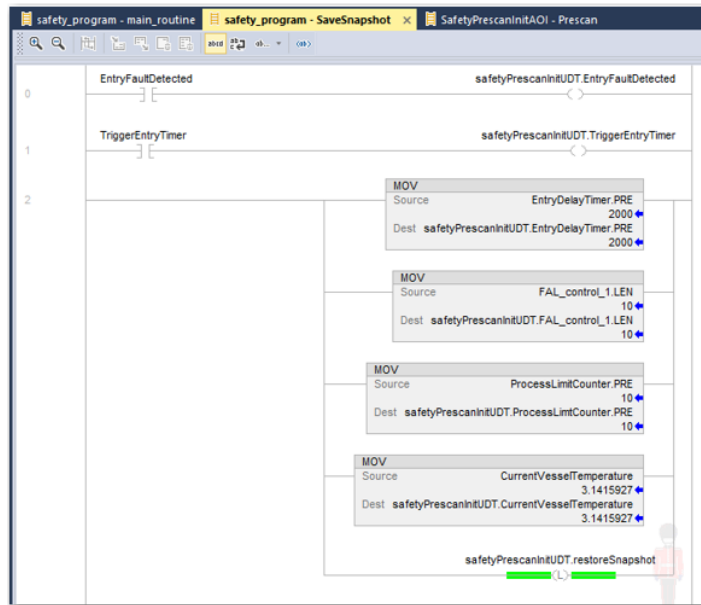 safety_program - main_routine
safety_program - SaveSnapshot
SafetyPrescanInitAOI - Prescan
abcd
ab..
EntryFaultDetected
safetyPrescanInitUDT.EntryFaultDetected
0
TriggerEntryTimer
safetyPrescanInitUDT.TriggerEntryTimer
1
2
MOV
Source EntryDelayTimer.PRE
2000
Dest safetyPrescanInitUDT.EntryDelayTimer.PRE
2000
MOV
Source FAL_control_1.LEN
10
Dest safetyPrescanInitUDT.FAL_control_1.LEN
10
MOV
Source ProcessLimitCounter.PRE
10
Dest safetyPrescanInitUDT.ProcessLimtCounter.PRE
10
MOV
Source CurrentVesselTemperature
3.1415927
Dest safetyPrescanInitUDT.CurrentVesselTemperature
3.1415927
safetyPrescanInitUDT.restoreSnapshot
L